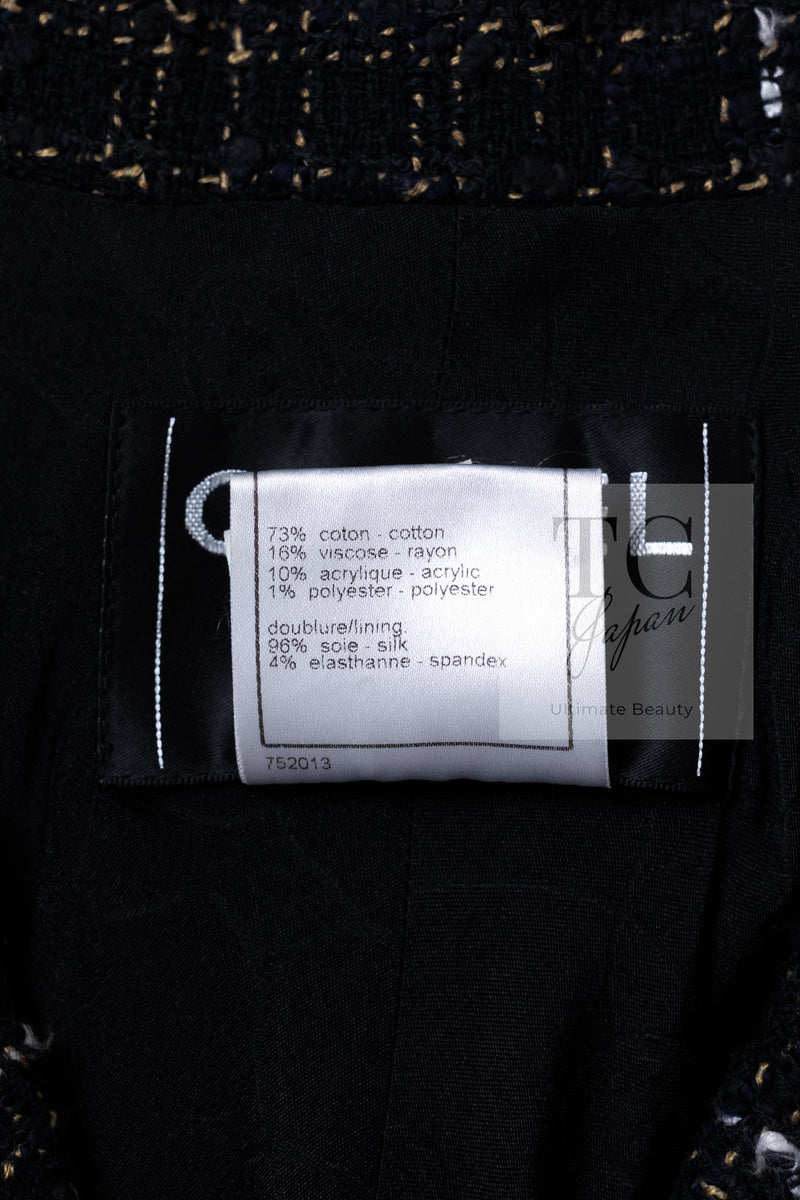 C L
73% coton - cotton
16% viscose - rayon
10% acrylique - acrylic
1% polyester - polyester
doublure/lining
96% soie - silk
4% elasthanne - spandex
752013
TC
Japan
Ultimate Beauty